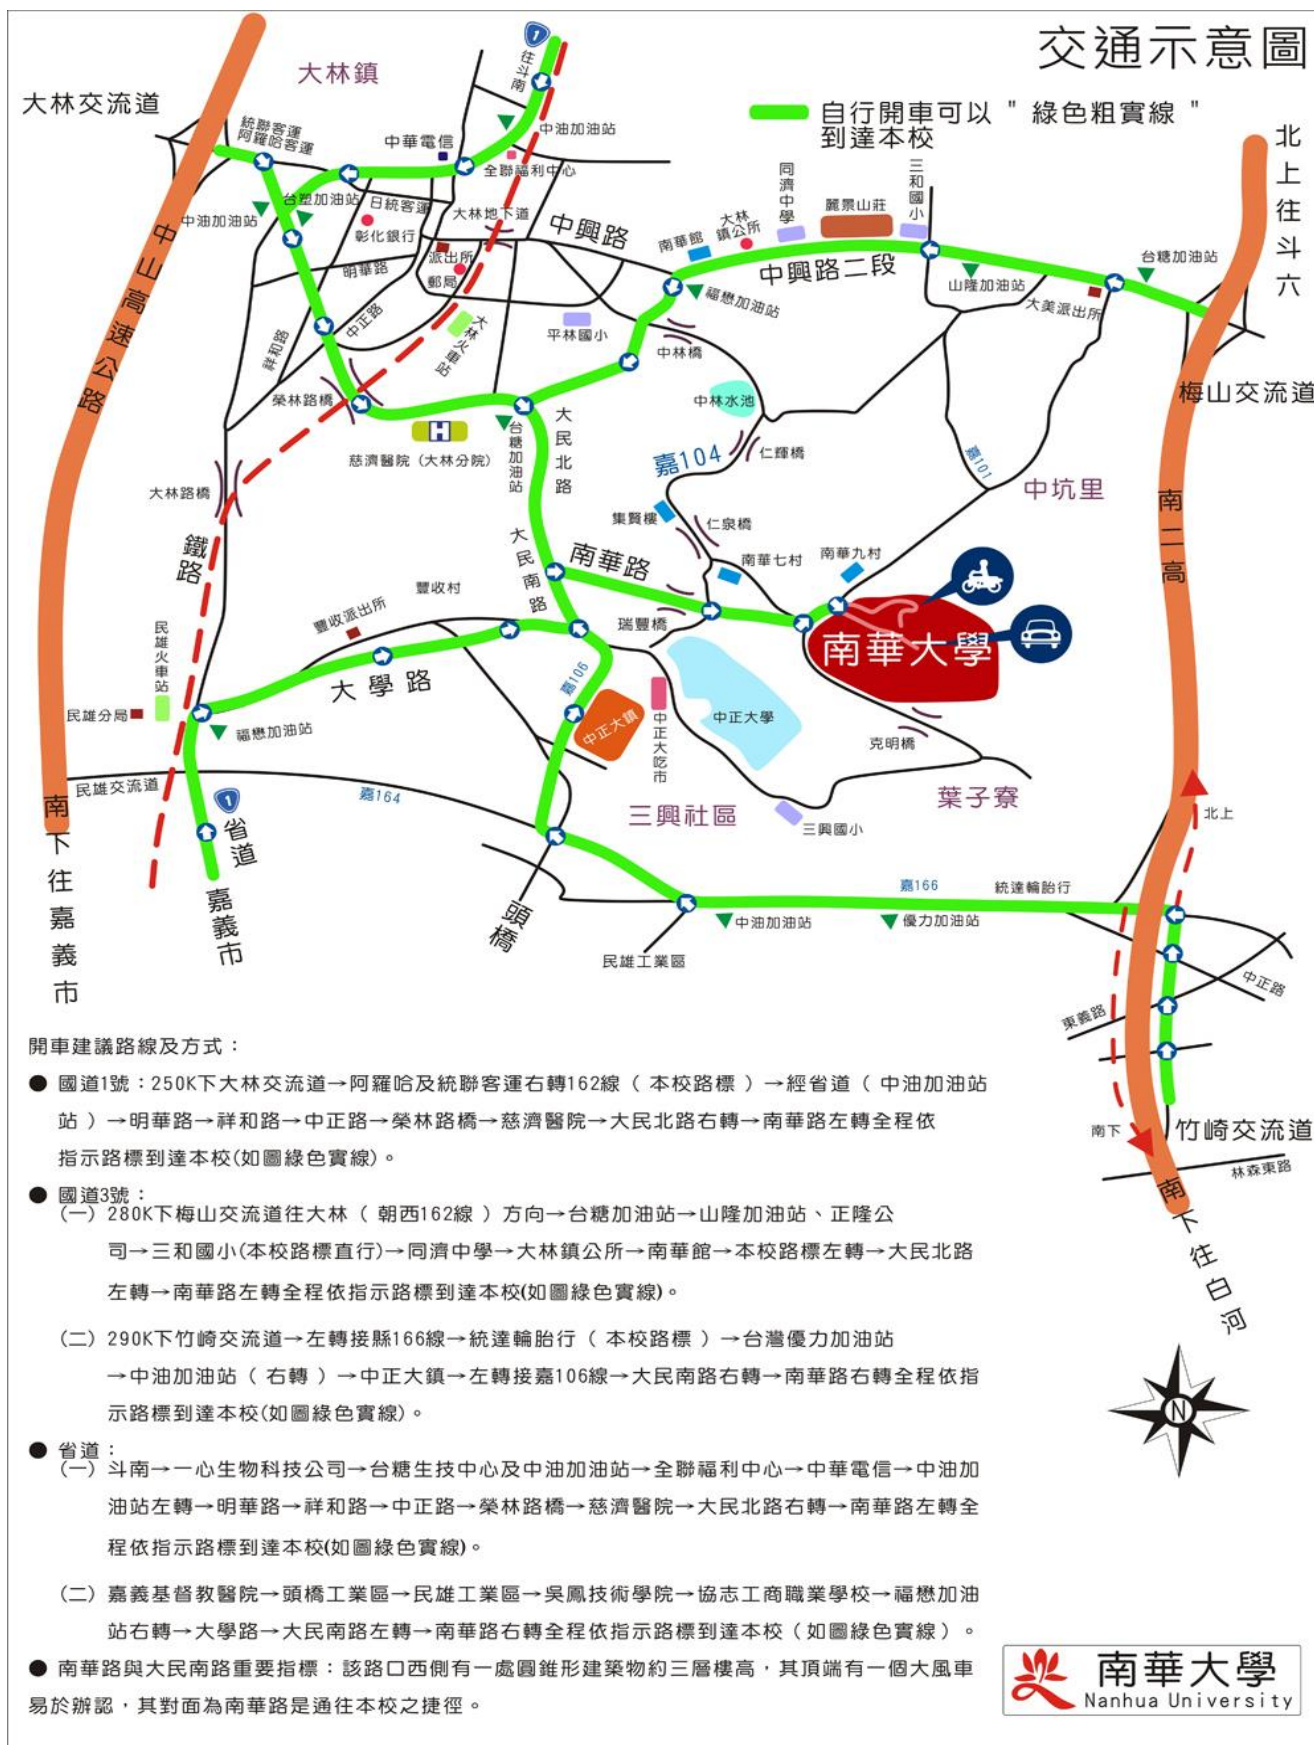 交通示意圖
自行開車可以 " 綠色粗實線 "
到達本校
大林鎮
大林交流道
1
往斗南
統聯客運
阿羅哈客運
中華電信
中油加油站
全聯福利中心
台塑加油站
日統客運
中油加油站
彰化銀行
大林地下道
中興路
派出所
郵局
明華路
中正路
祥和路
大林火車站
平林國小
榮林路橋
H
慈濟醫院（大林分院）
台糖加油站
大民北路
南華館
大林
鎮公所
同濟中學
麗景山莊
三和國小
中興路二段
福懋加油站
山隆加油站
大美派出所
台糖加油站
北上往斗六
梅山交流道
中林橋
中林水池
仁輝橋
嘉104
嘉101
中坑里
中山高速公路
大林路橋
鐵路
集賢樓
仁泉橋
南華七村
南華九村
南華路
大民南路
瑞豐橋
豐收村
豐收派出所
民雄火車站
民雄分局
福懋加油站
大學路
嘉106
中正大鎮
中正大吃市
中正大學
南華大學
克明橋
葉子寮
三興社區
三興國小
南二高
民雄交流道
嘉164
1
省道
嘉義市
南下往嘉義市
頭橋
民雄工業區
中油加油站
優力加油站
嘉166
統達輪胎行
北上
中正路
東義路
南下
竹崎交流道
林森東路
南下往白河
N
開車建議路線及方式：
● 國道1號：250K下大林交流道→阿羅哈及統聯客運右轉162線（ 本校路標 ）→經省道（ 中油加油站
站 ）→明華路→祥和路→中正路→榮林路橋→慈濟醫院→大民北路右轉→南華路左轉全程依
指示路標到達本校(如圖綠色實線)。
● 國道3號：
（一）280K下梅山交流道往大林（ 朝西162線 ）方向→台糖加油站→山隆加油站、正隆公
司→三和國小(本校路標直行)→同濟中學→大林鎮公所→南華館→本校路標左轉→大民北路
左轉→南華路左轉全程依指示路標到達本校(如圖綠色實線)。
（二）290K下竹崎交流道→左轉接縣166線→統達輪胎行（ 本校路標 ）→台灣優力加油站
→中油加油站（ 右轉 ）→中正大鎮→左轉接嘉106線→大民南路右轉→南華路右轉全程依指
示路標到達本校(如圖綠色實線)。
● 省道：
（一）斗南→一心生物科技公司→台糖生技中心及中油加油站→全聯福利中心→中華電信→中油加
油站左轉→明華路→祥和路→中正路→榮林路橋→慈濟醫院→大民北路右轉→南華路左轉全
程依指示路標到達本校(如圖綠色實線)。
（二）嘉義基督教醫院→頭橋工業區→民雄工業區→吳鳳技術學院→協志工商職業學校→福懋加油
站右轉→大學路→大民南路左轉→南華路右轉全程依指示路標到達本校（如圖綠色實線）。
● 南華路與大民南路重要指標：該路口西側有一處圓錐形建築物約三層樓高，其頂端有一個大風車
易於辦認，其對面為南華路是通往本校之捷徑。
南華大學
Nanhua University